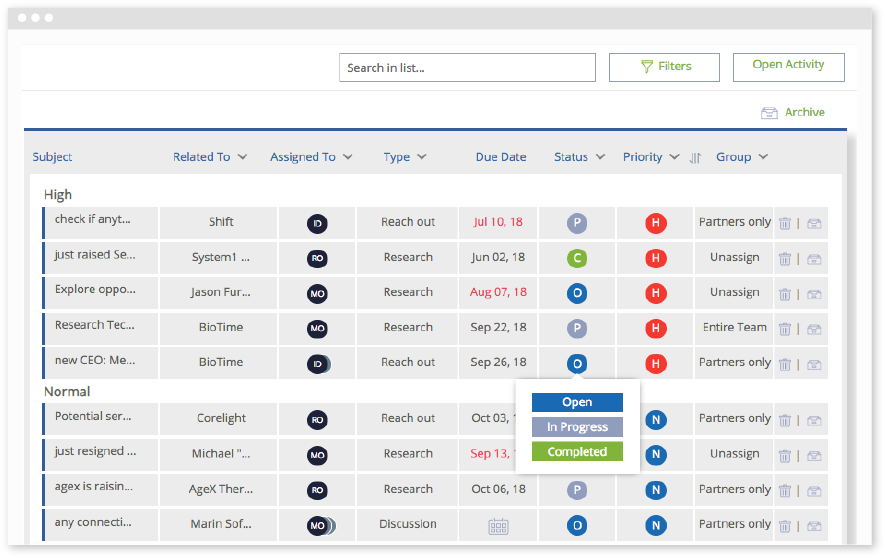 Search in list...
Filters
Open Activity
Archive
Subject Related To Assigned To Type Due Date Status Priority Group
High
check if anyt... Shift ID Reach out Jul 10, 18 P H Partners only
just raised Se... System1 ... RO Research Jun 02, 18 C H Unassign
Explore oppo... Jason Fur... MO Research Aug 07, 18 O H Unassign
Research Tec... BioTime MO Research Sep 22, 18 P H Entire Team
new CEO: Me... BioTime ID Reach out Sep 26, 18 O H Partners only
Normal
Open
In Progress
Completed
Potential ser... Corelight RO Reach out Oct 03, N Partners only
just resigned ... Michael "... MO Research Sep 13, N Unassign
agex is raisin... AgeX Ther... RO Research Oct 06, 18 P N Partners only
any connecti... Marin Sof... MO Discussion O N Partners only